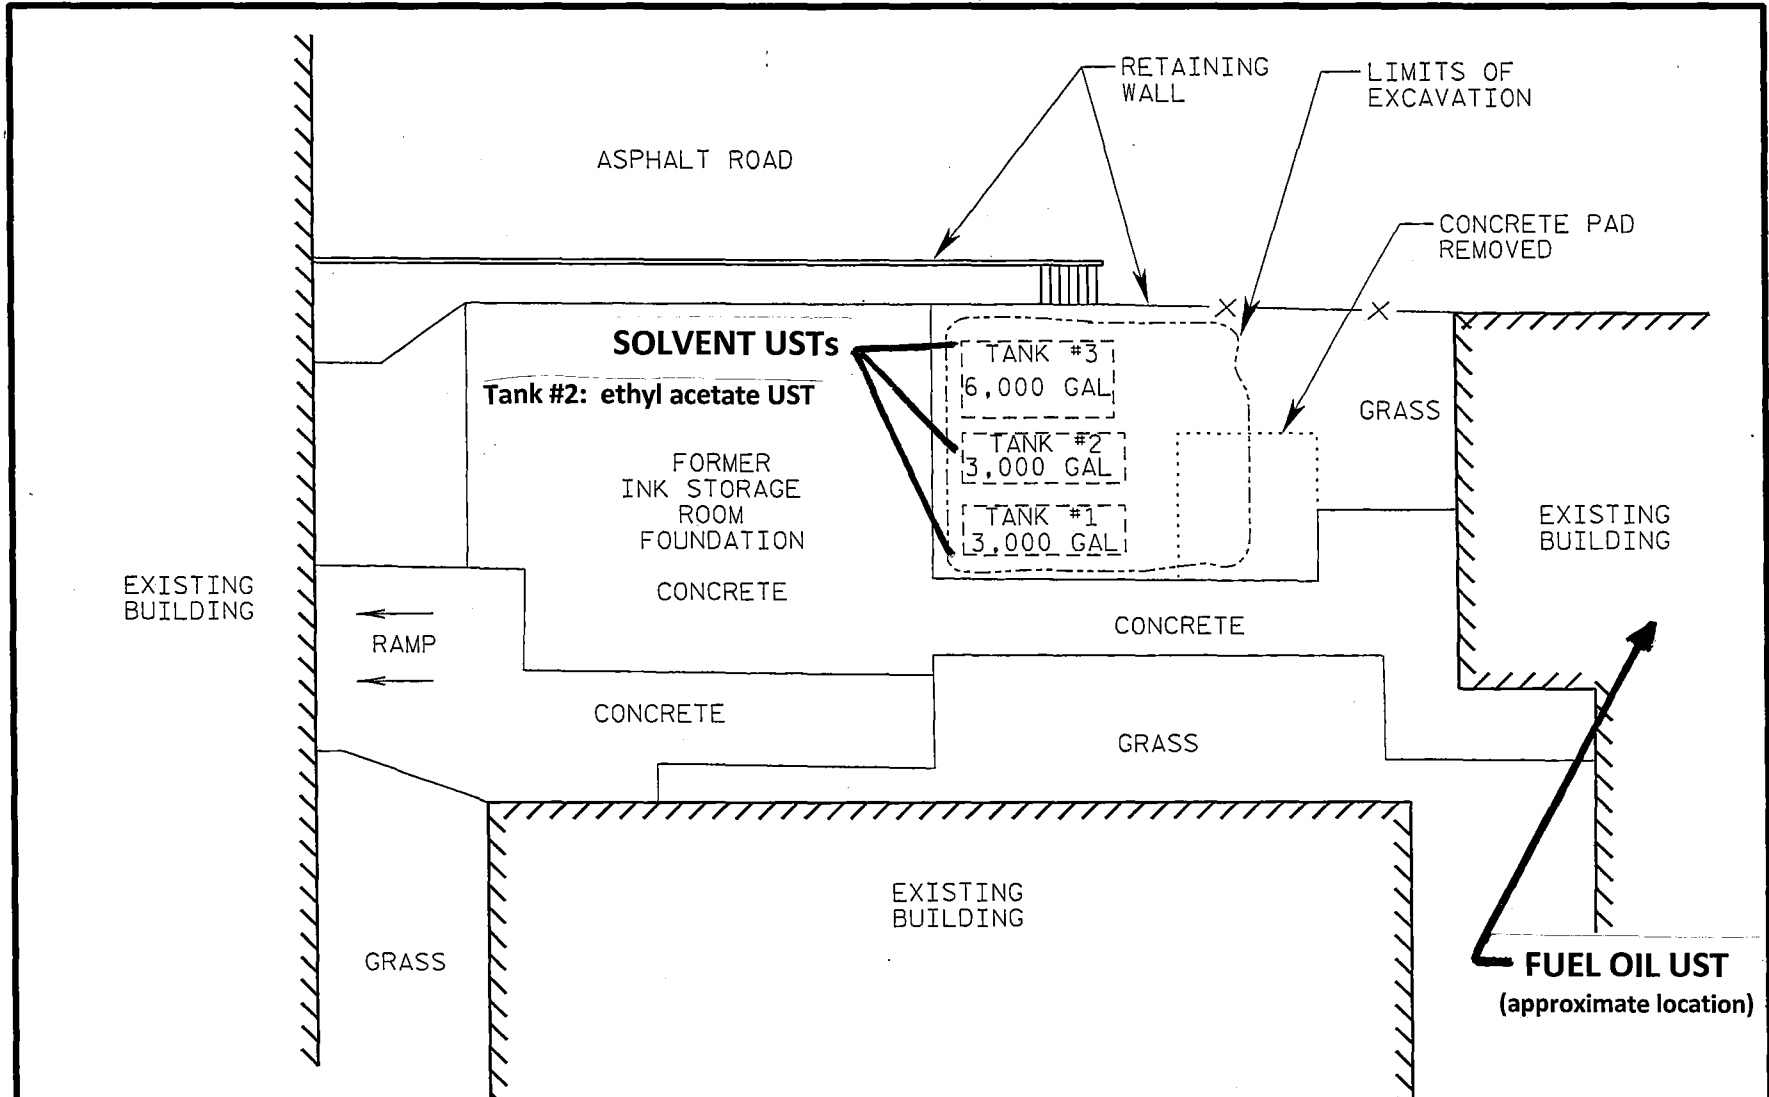 RETAINING
WALL
LIMITS OF
EXCAVATION
ASPHALT ROAD
CONCRETE PAD
REMOVED
SOLVENT USTs
Tank #2: ethyl acetate UST
TANK #3
6,000 GAL
TANK #2
3,000 GAL
TANK #1
3,000 GAL
GRASS
FORMER
INK STORAGE
ROOM
FOUNDATION
CONCRETE
EXISTING
BUILDING
EXISTING
BUILDING
RAMP
CONCRETE
CONCRETE
GRASS
EXISTING
BUILDING
GRASS
FUEL OIL UST
(approximate location)